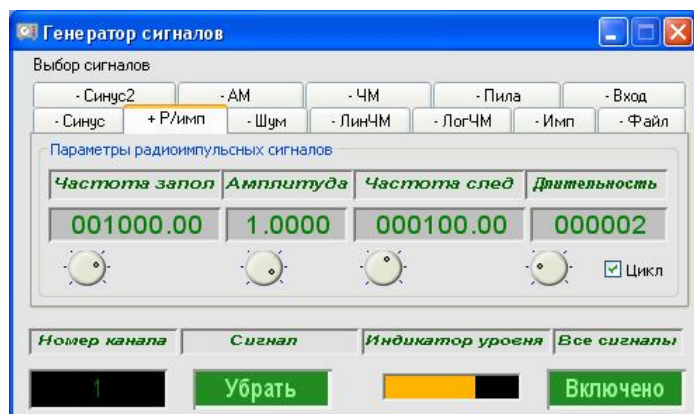 Генератор сигналов
Выбор сигналов
- Синус2 - АМ - ЧМ - Пила - Вход
- Синус + Р/имп - Шум - ЛинЧМ - ЛогЧМ - Имп - Файл
Параметры радиоимпульсных сигналов
Частота запол Амплитуда Частота след Длительность
001000.00 1.0000 000100.00 000002
Цикл
Номер канала Сигнал Индикатор уровня Все сигналы
1 Убрать Включено